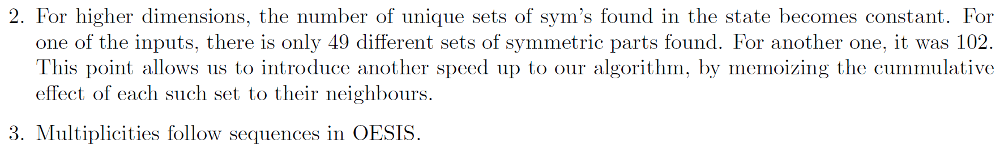 2. For higher dimensions, the number of unique sets of sym's found in the state becomes constant. For
one of the inputs, there is only 49 different sets of symmetric parts found. For another one, it was 102.
This point allows us to introduce another speed up to our algorithm, by memoizing the cummulative
effect of each such set to their neighbours.
3. Multiplicities follow sequences in OESIS.